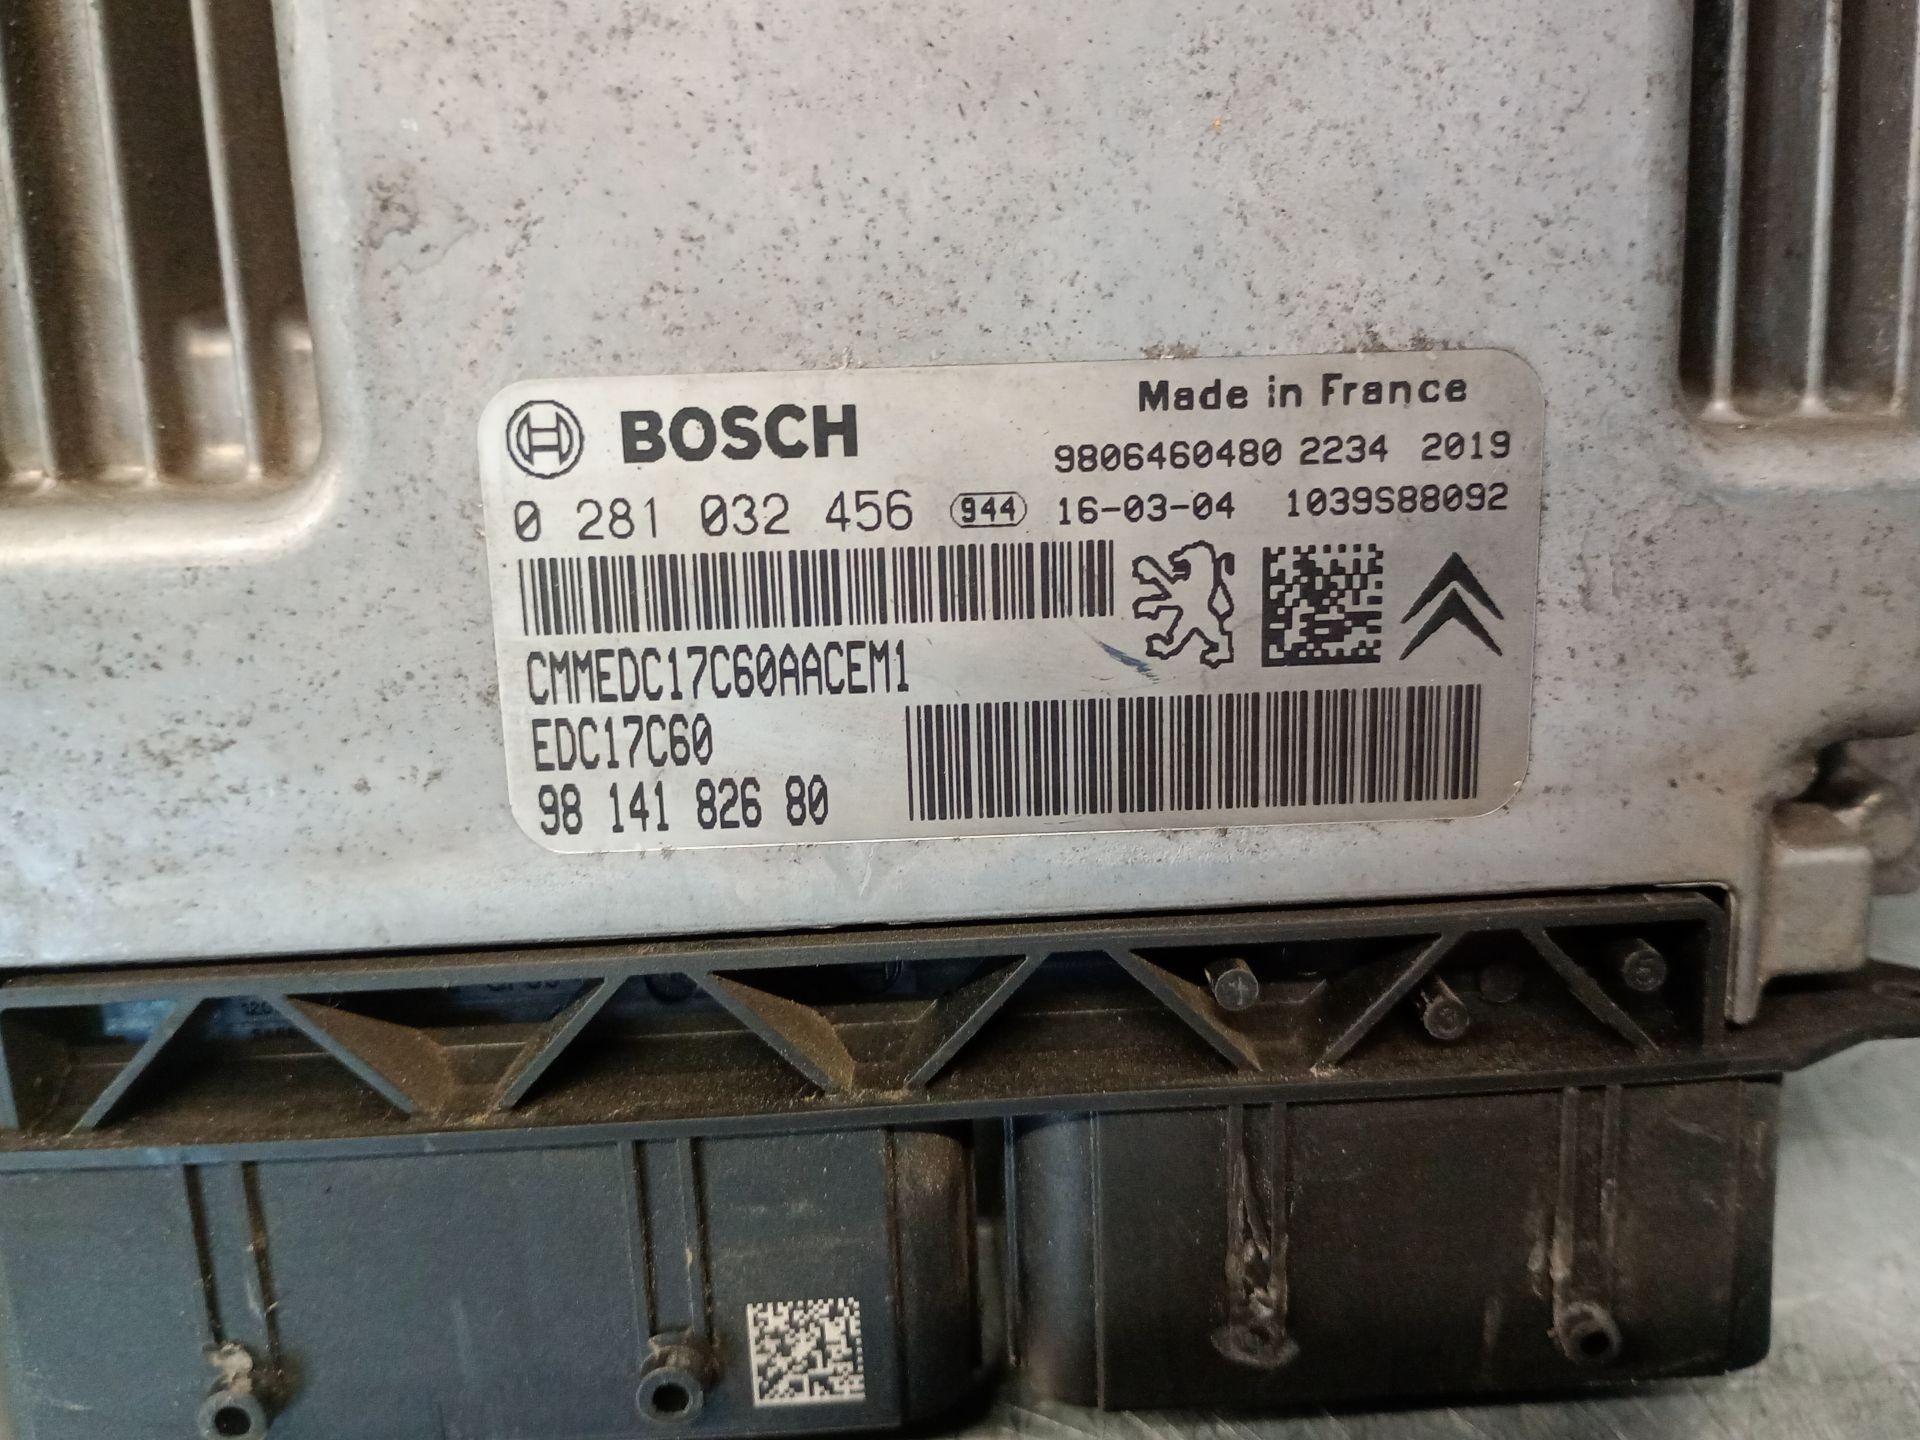 BOSCH
Made in France
9806460480 2234 2019
0 281 032 456 944 16-03-04 1039S88092
CMMEDC17C60AACEM1
EDC17C60
98 141 826 80